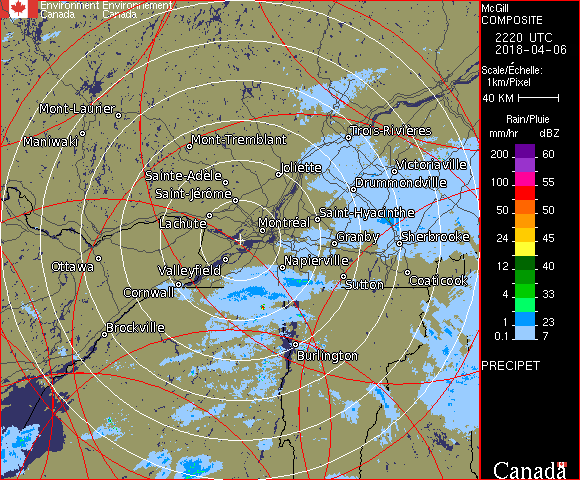 Environment Environnement
Canada Canada
McGill
COMPOSITE
2220 UTC
2018-04-06
Scale/Échelle:
1km/Pixel
40 KM
Rain/Pluie
mm/hr dBZ
200 60
100 55
50 50
24 45
12 40
4 33
1 23
0.1 7
PRECIPET
Mont-Laurier
Maniwaki
Mont-Tremblant
Trois-Rivières
Joliette
Victoriaville
Sainte-Adèle
Drummondville
Saint-Jérôme
Saint-Hyacinthe
Lachute
Montréal
Granby
Sherbrooke
Ottawa
Valleyfield
Napierville
Cornwall
Sutton
Coaticook
Brockville
Burlington
Canada